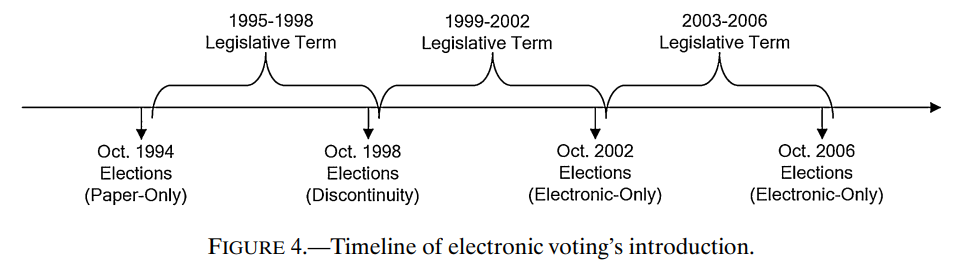 1995-1998
Legislative Term
1999-2002
Legislative Term
2003-2006
Legislative Term
Oct. 1994
Elections
(Paper-Only)
Oct. 1998
Elections
(Discontinuity)
Oct. 2002
Elections
(Electronic-Only)
Oct. 2006
Elections
(Electronic-Only)
FIGURE 4.—Timeline of electronic voting's introduction.